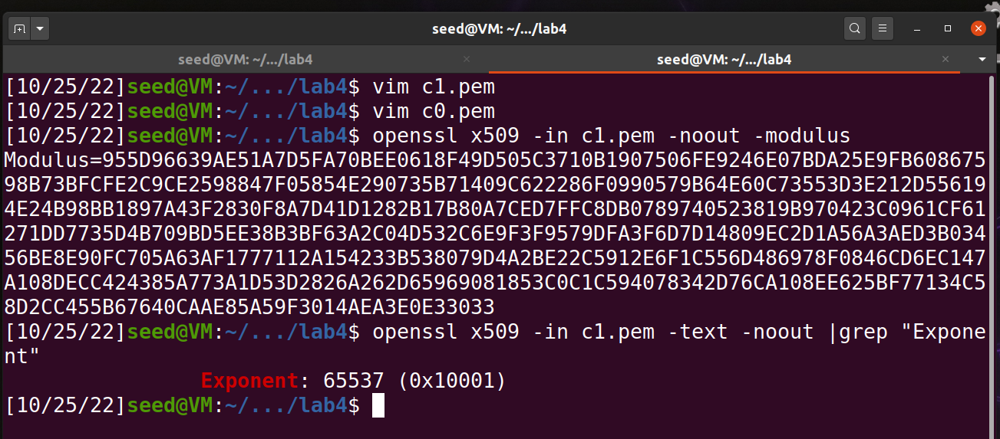 seed@VM: ~/.../lab4
seed@VM: ~/.../lab4
seed@VM: ~/.../lab4
[10/25/22]seed@VM:~/.../lab4$ vim c1.pem
[10/25/22]seed@VM:~/.../lab4$ vim c0.pem
[10/25/22]seed@VM:~/.../lab4$ openssl x509 -in c1.pem -noout -modulus
Modulus=955D96639AE51A7D5FA70BEE0618F49D505C3710B1907506FE9246E07BDA25E9FB608675
98B73BFCFE2C9CE2598847F05854E290735B71409C622286F0990579B64E60C73553D3E212D556194
4E24B98BB1897A43F2830F8A7D41D1282B17B80A7CED7FFC8DB0789740523819B970423C0961CF61
271DD7735D4B709BD5EE38B3BF63A2C04D532C6E9F3F9579DFA3F6D7D14809EC2D1A56A3AED3B034
56BE8E90FC705A63AF1777112A154233B538079D4A2BE22C5912E6F1C556D486978F0846CD6EC147
A108DECC424385A773A1D53D2826A262D65969081853C0C1C594078342D76CA108EE625BF77134C5
8D2CC455B67640CAAE85A59F3014AEA3E0E33033
[10/25/22]seed@VM:~/.../lab4$ openssl x509 -in c1.pem -text -noout |grep "Expone
nt"
Exponent: 65537 (0x10001)
[10/25/22]seed@VM:~/.../lab4$